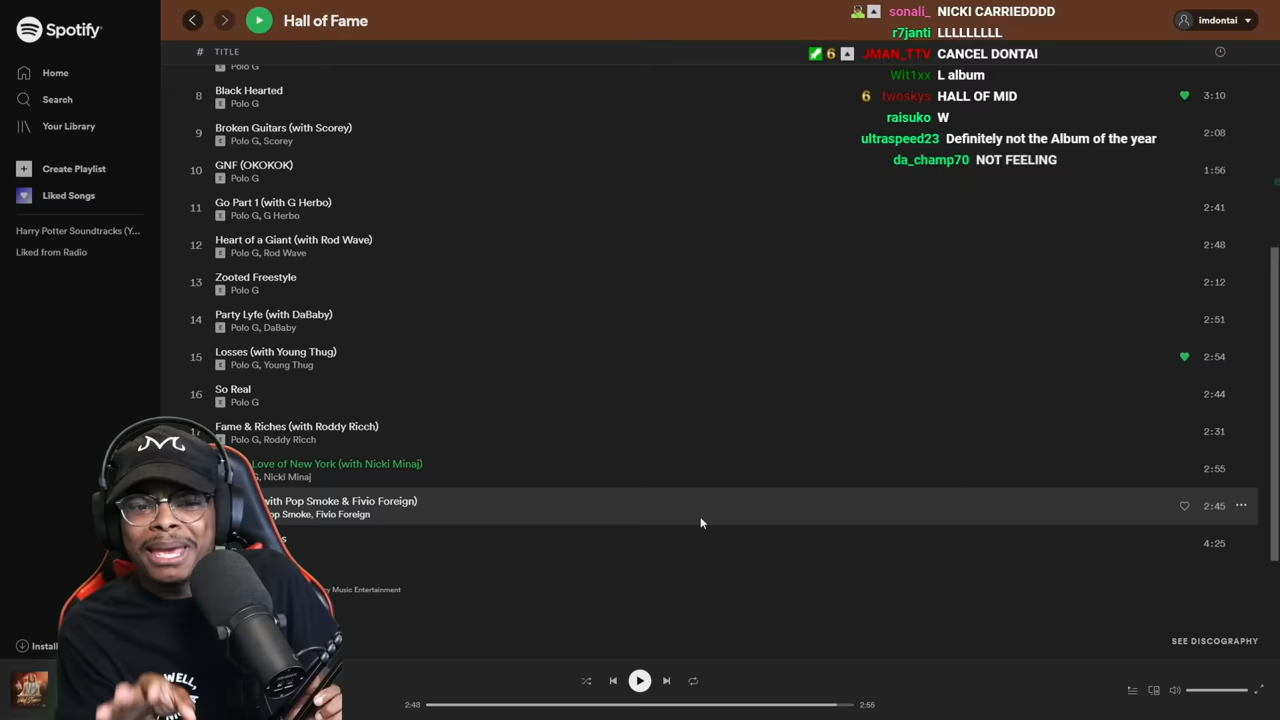 Spotify
Home
Search
Your Library
Create Playlist
Liked Songs
Harry Potter Soundtracks (Y...
Liked from Radio
Install
Hall of Fame
imdontai
# TITLE
Polo G
8 Black Hearted 3:10
E Polo G
9 Broken Guitars (with Scorey) 2:08
E Polo G, Scorey
10 GNF (OKOKOK) 1:56
E Polo G
11 Go Part 1 (with G Herbo) 2:41
E Polo G, G Herbo
12 Heart of a Giant (with Rod Wave) 2:48
E Polo G, Rod Wave
13 Zooted Freestyle 2:12
E Polo G
14 Party Lyfe (with DaBaby) 2:51
E Polo G, DaBaby
15 Losses (with Young Thug) 2:54
E Polo G, Young Thug
16 So Real 2:44
E Polo G
Fame & Riches (with Roddy Ricch) 2:31
Polo G, Roddy Ricch
Love of New York (with Nicki Minaj) 2:55
G, Nicki Minaj
with Pop Smoke & Fivio Foreign) 2:45
op Smoke, Fivio Foreign
s 4:25
y Music Entertainment
SEE DISCOGRAPHY
sonali_ NICKI CARRIEDDDD
r7janti LLLLLLLLL
6 JMAN_TTV CANCEL DONTAI
Wit1xx L album
6 twoskys HALL OF MID
raisuko W
ultraspeed23 Definitely not the Album of the year
da_champ70 NOT FEELING
WELL,
2:48
2:55